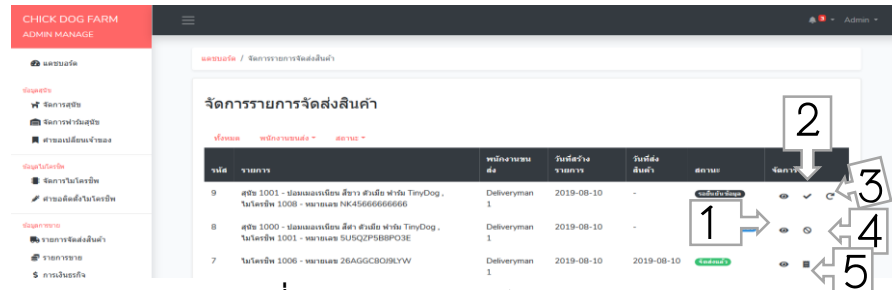 CHICK DOG FARM
ADMIN MANAGE
3
Admin
แดชบอร์ด
แดชบอร์ด / จัดการรายการจัดส่งสินค้า
ข้อมูลสุนัข
จัดการสุนัข
จัดการฟาร์มสุนัข
คำขอเปลี่ยนเจ้าของ
ข้อมูลไมโครชิพ
จัดการไมโครชิพ
คำขอติดตั้งไมโครชิพ
ข้อมูลการขาย
รายการจัดส่งสินค้า
รายการขาย
การเงินธุรกิจ
จัดการรายการจัดส่งสินค้า
ทั้งหมด พนักงานขนส่ง สถานะ
รหัส รายการ พนักงานขนส่ง วันที่สร้างรายการ วันที่ส่งสินค้า สถานะ จัดการ
9 สุนัข 1001 - ปอมเมอเรเนียน สีขาว ตัวเมีย ฟาร์ม TinyDog , Deliveryman 2019-08-10 - รอยืนยันข้อมูล
ไมโครชิพ 1008 - หมายเลข NK45666666666 1
8 สุนัข 1000 - ปอมเมอเรเนียน สีดำ ตัวเมีย ฟาร์ม TinyDog , Deliveryman 2019-08-10 -
ไมโครชิพ 1001 - หมายเลข 5U5QZP5B8PO3E 1
7 ไมโครชิพ 1006 - หมายเลข 26AGGC8OJ9LYW Deliveryman 2019-08-10 2019-08-10 จัดส่งแล้ว
1
2
3
1
4
5